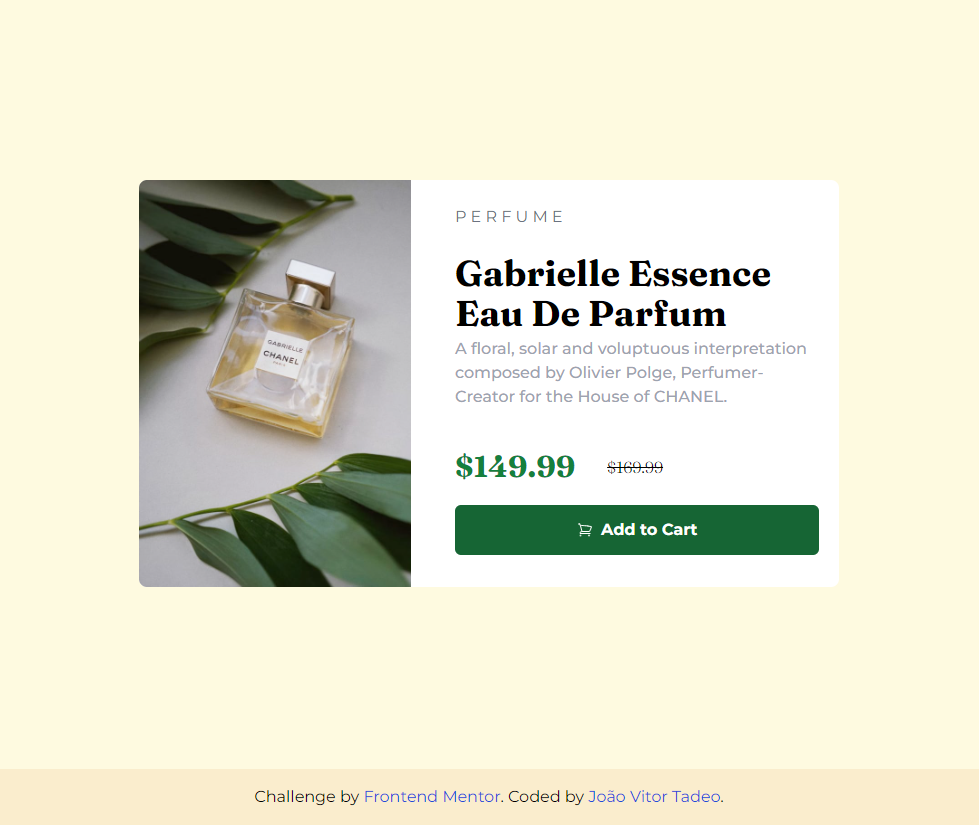 GABRIELLE
CHANEL
PARIS
PERFUME
Gabrielle Essence
Eau De Parfum
A floral, solar and voluptuous interpretation
composed by Olivier Polge, Perfumer-
Creator for the House of CHANEL.
$149.99 $169.99
Add to Cart
Challenge by Frontend Mentor. Coded by João Vitor Tadeo.